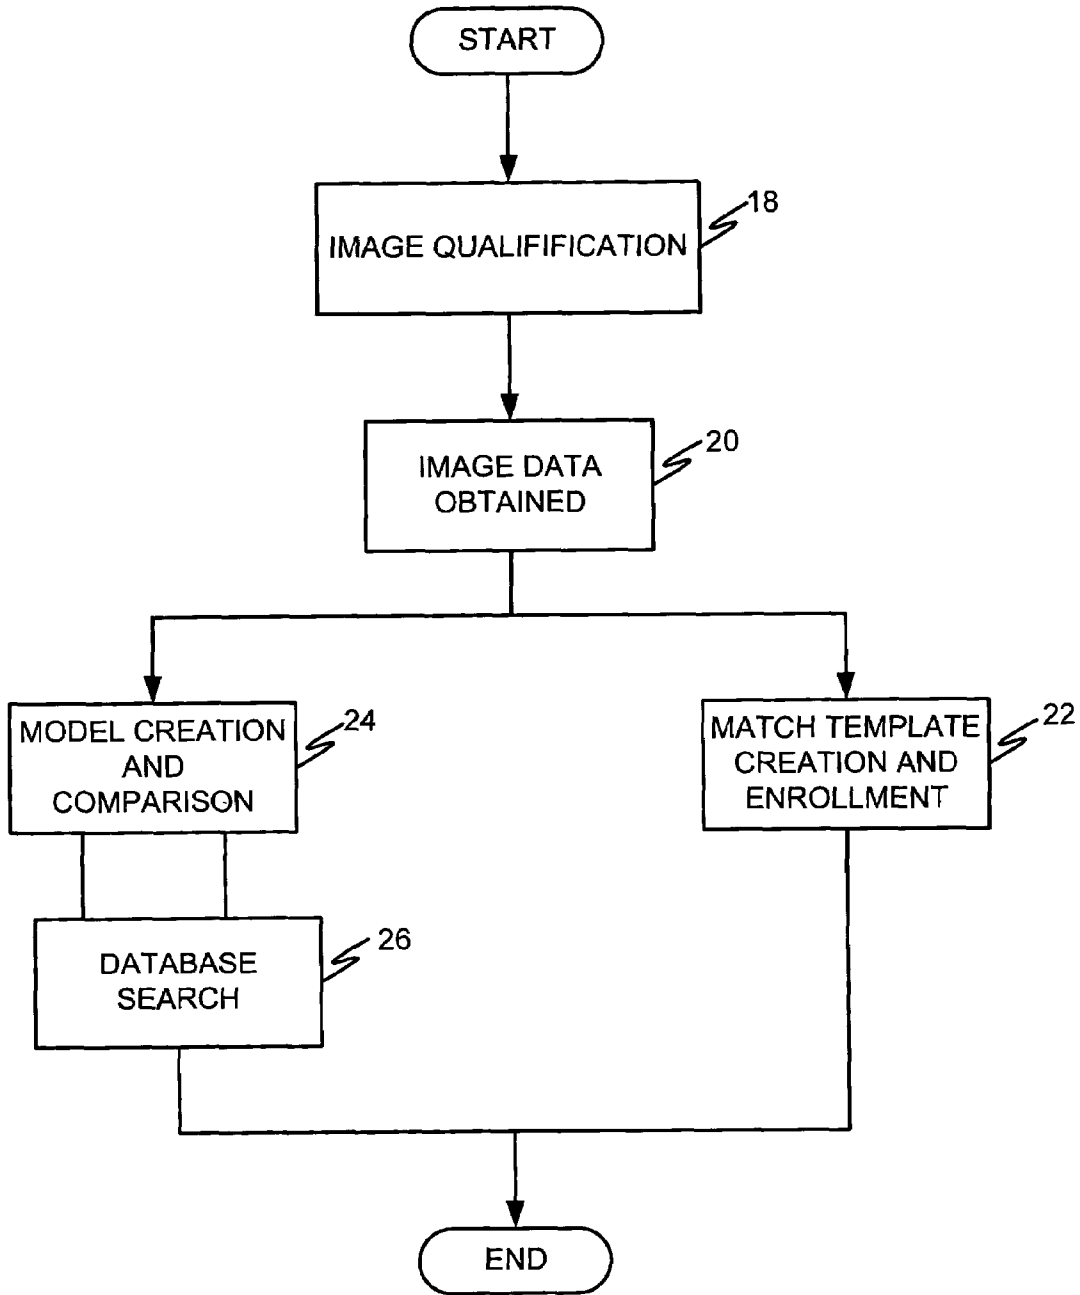 START
IMAGE QUALIFIFICATION
18
IMAGE DATA
OBTAINED
20
MODEL CREATION
AND
COMPARISON
24
MATCH TEMPLATE
CREATION AND
ENROLLMENT
22
DATABASE
SEARCH
26
END